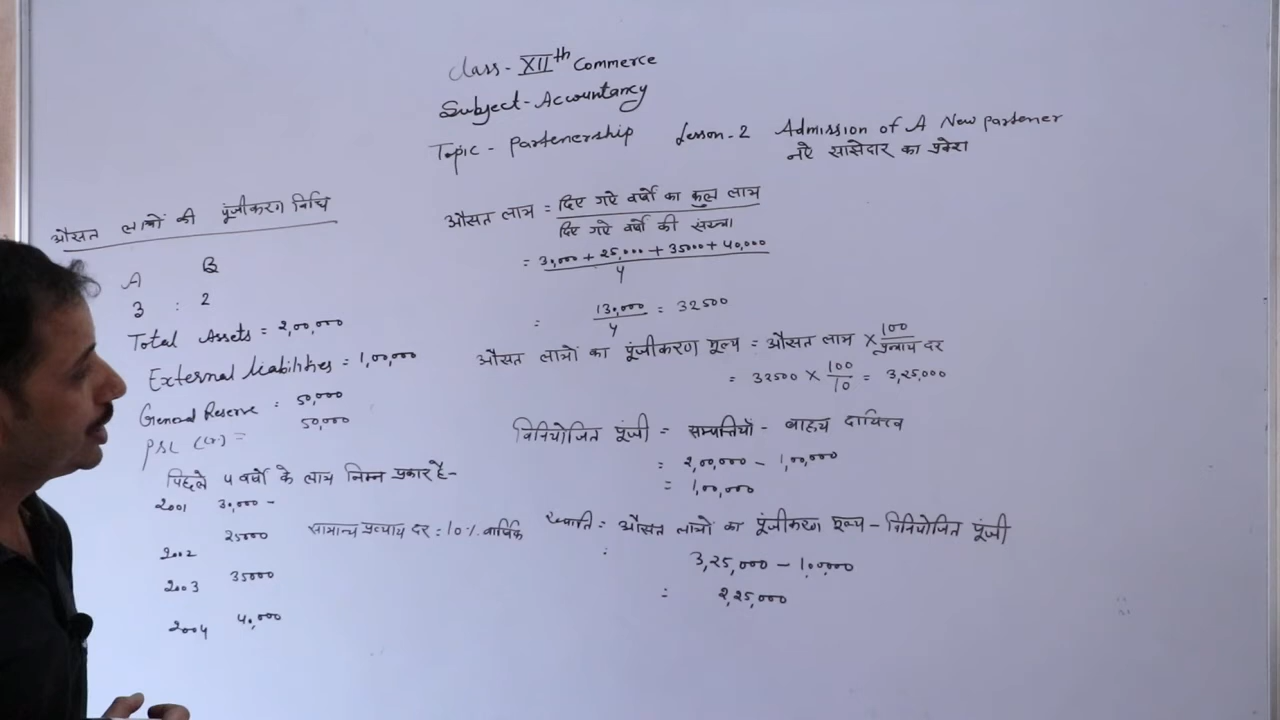 Class - XIIth Commerce
Subject - Accountancy
Topic - Partenership Lesson - 2 Admission of A New Partener
नऐ साझेदार का प्रवेश
औसत लाभों की पूंजीकरण विधि
A B
3 : 2
Total Assets = 2,00,000
External Liabilities = 1,00,000
General Reserve = 50,000
P&L (Cr) = 50,000
पिछले 4 वर्षो के लाभ निम्न प्रकार है -
2001 30,000 -
2002 25000
2003 35000
2004 40,000
सामान्य प्रत्याय दर = 10% वार्षिक
औसत लाभ = दिए गऐ वर्षो का कुल लाभ
दिए गऐ वर्षो की संख्या
= 30,000 + 25,000 + 35000 + 40,000
4
= 130,000 = 32500
4
औसत लाभों का पूंजीकरण मूल्य = औसत लाभ × 100
प्रत्याय दर
= 32500 × 100 = 3,25,000
10
विनियोजित पूंजी = सम्पत्तियाँ - बाह्य दायित्व
= 2,00,000 - 1,00,000
= 1,00,000
ख्याति = औसत लाभों का पूंजीकरण मूल्य - विनियोजित पूंजी
= 3,25,000 - 1,00,000
= 2,25,000